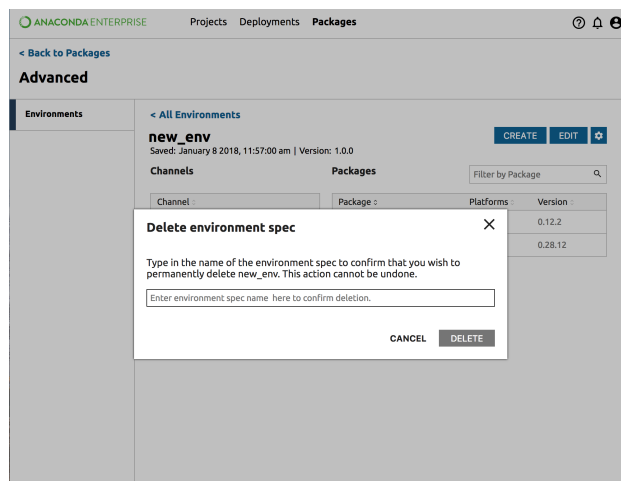 ANACONDA ENTERPRISE Projects Deployments Packages
< Back to Packages
Advanced
Environments
< All Environments
new_env
CREATE EDIT
Saved: January 8 2018, 11:57:00 am | Version: 1.0.0
Channels Packages
Filter by Package
Channel Package Platforms Version
0.12.2
0.28.12
Delete environment spec
Type in the name of the environment spec to confirm that you wish to
permanently delete new_env. This action cannot be undone.
Enter environment spec name here to confirm deletion.
CANCEL DELETE